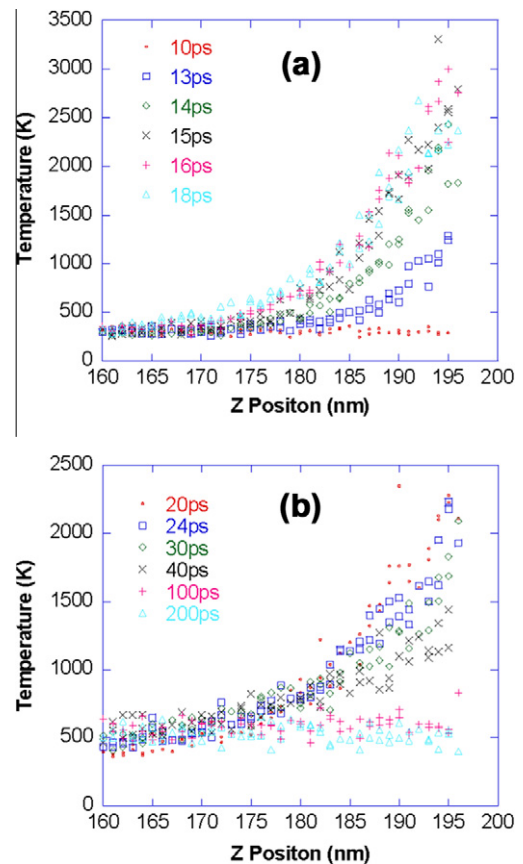 (a)
10ps
13ps
14ps
15ps
16ps
18ps
Temperature (K)
3500
3000
2500
2000
1500
1000
500
0
160 165 170 175 180 185 190 195 200
Z Positon (nm)
(b)
20ps
24ps
30ps
40ps
100ps
200ps
Temperature (K)
2500
2000
1500
1000
500
0
160 165 170 175 180 185 190 195 200
Z Positon (nm)